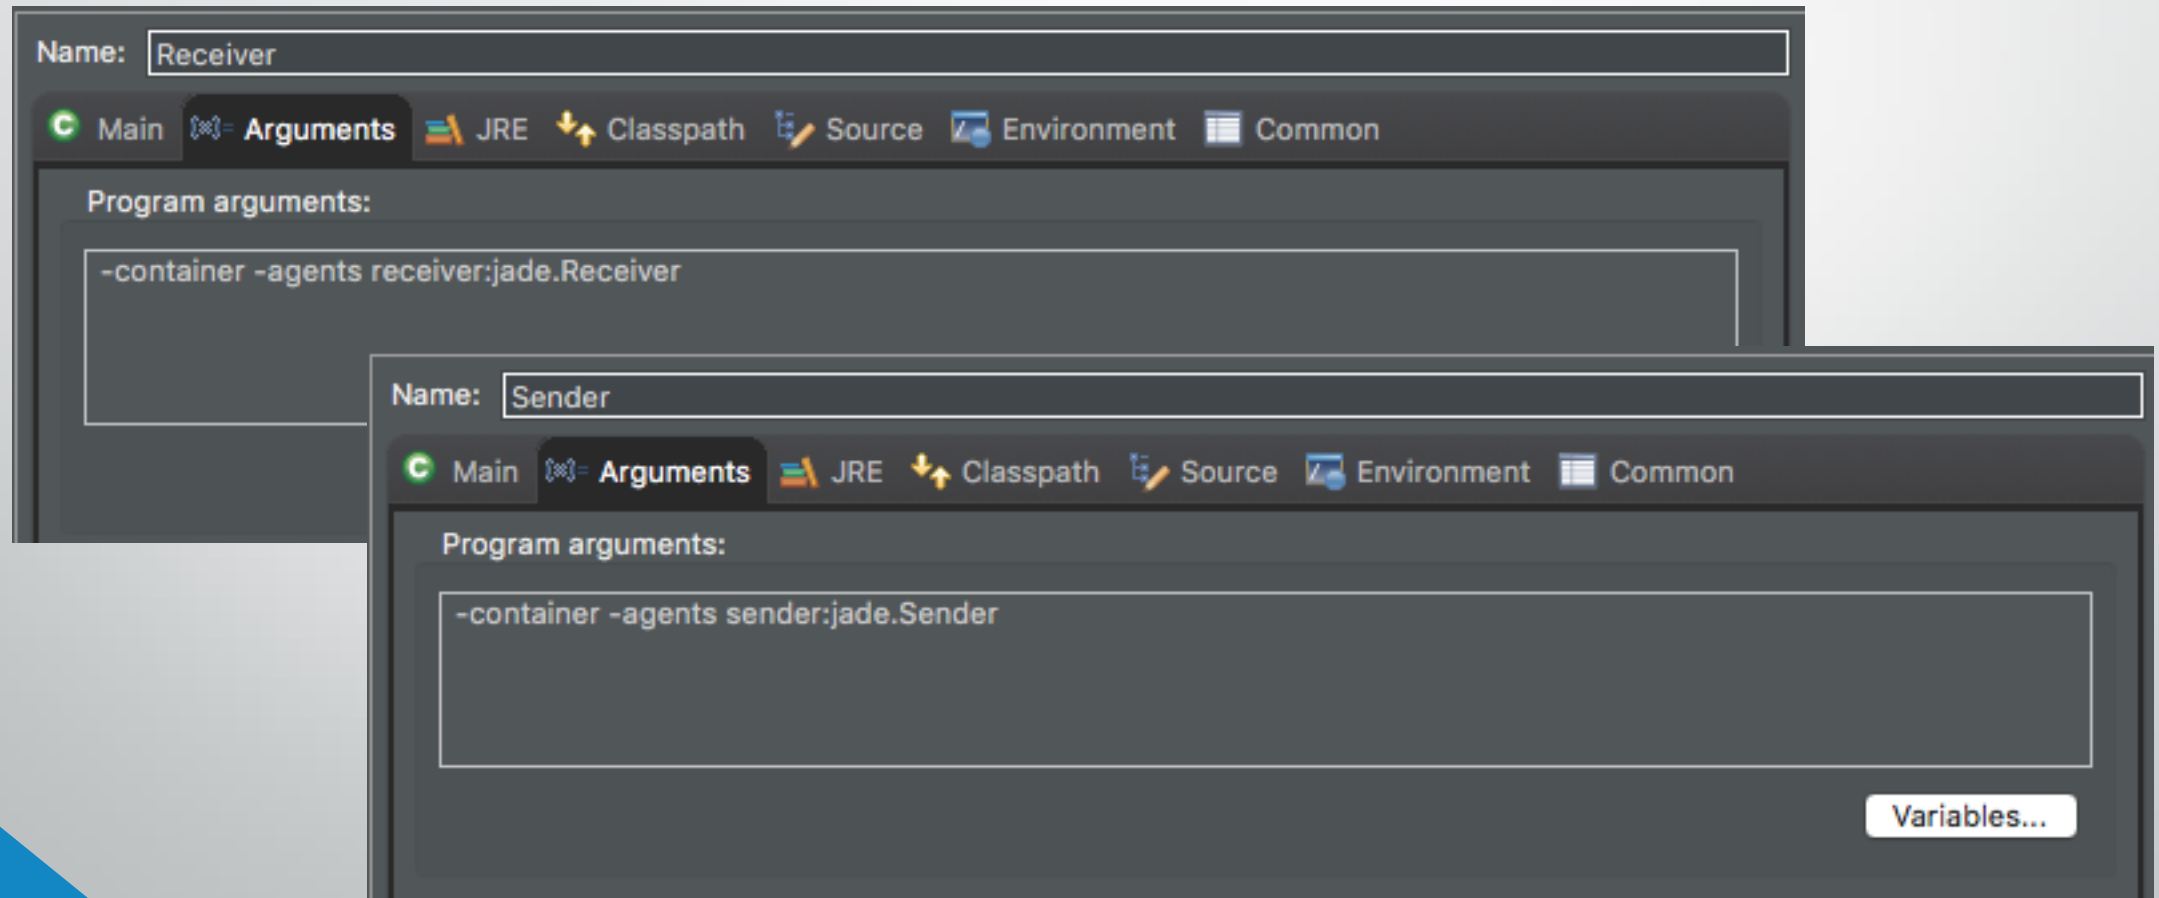 Name: Receiver
Main Arguments JRE Classpath Source Environment Common
Program arguments:
-container -agents receiver:jade.Receiver
Name: Sender
Main Arguments JRE Classpath Source Environment Common
Program arguments:
-container -agents sender:jade.Sender
Variables...